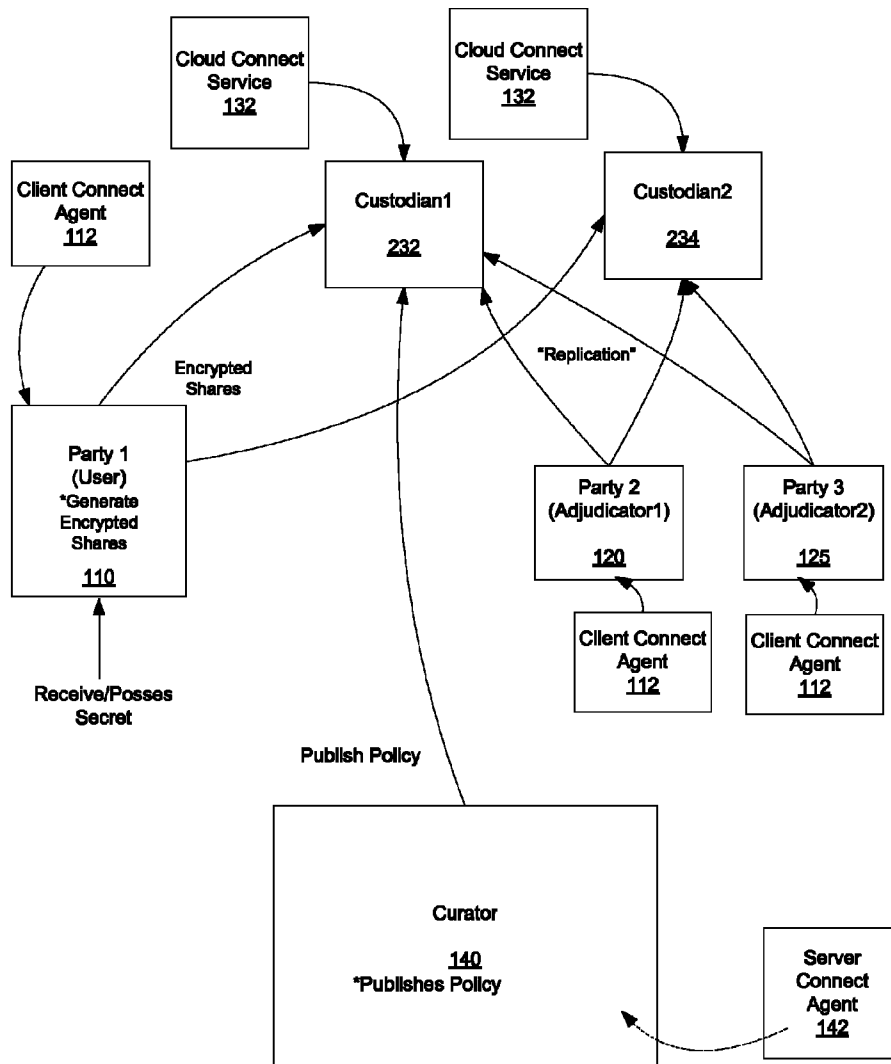 Cloud Connect
Service
132
Cloud Connect
Service
132
Client Connect
Agent
112
Custodian1
232
Custodian2
234
Encrypted
Shares
"Replication"
Party 1
(User)
*Generate
Encrypted
Shares
110
Party 2
(Adjudicator1)
120
Party 3
(Adjudicator2)
125
Client Connect
Agent
112
Client Connect
Agent
112
Receive/Posses
Secret
Publish Policy
Curator
140
*Publishes Policy
Server
Connect
Agent
142